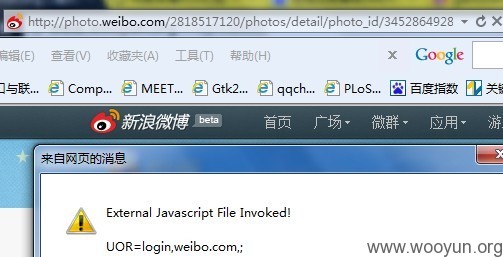 http://photo.weibo.com/2818517120/photos/detail/photo_id/3452864928
编辑(E) 查看(V) 收藏夹(A) 工具(T) 帮助(H) x Google
与联... Comp... MEET... Gtk2... qqch... PLoS... 百度指数 关键
新浪微博 beta 首页 广场 微群 应用 游
来自网页的消息
External Javascript File Invoked!
UOR=login,weibo.com,;
www.wooyun.org